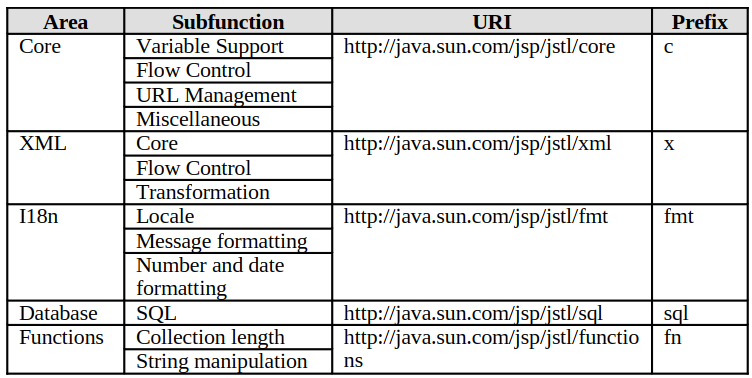 Area Subfunction URI Prefix
Core Variable Support http://java.sun.com/jsp/jstl/core c
Flow Control
URL Management
Miscellaneous
XML Core http://java.sun.com/jsp/jstl/xml x
Flow Control
Transformation
I18n Locale http://java.sun.com/jsp/jstl/fmt fmt
Message formatting
Number and date
formatting
Database SQL http://java.sun.com/jsp/jstl/sql sql
Functions Collection length http://java.sun.com/jsp/jstl/functio fn
String manipulation ns